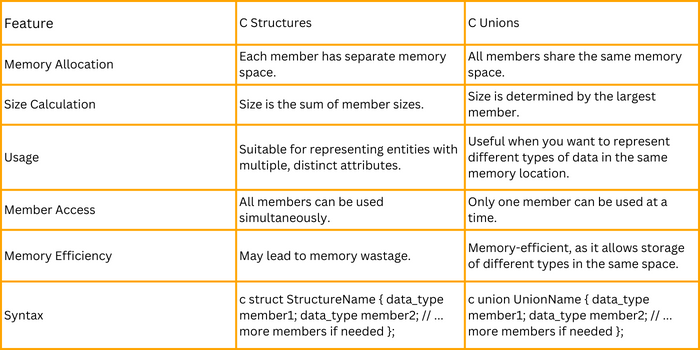 Feature
C Structures
C Unions
Memory Allocation
Each member has separate memory
space.
All members share the same memory
space.
Size Calculation
Size is the sum of member sizes.
Size is determined by the largest
member.
Usage
Suitable for representing entities with
multiple, distinct attributes.
Useful when you want to represent
different types of data in the same
memory location.
Member Access
All members can be used
simultaneously.
Only one member can be used at a
time.
Memory Efficiency
May lead to memory wastage.
Memory-efficient, as it allows storage
of different types in the same space.
Syntax
c struct StructureName { data_type
member1; data_type member2; // ...
more members if needed };
c union UnionName { data_type
member1; data_type member2; // ...
more members if needed };